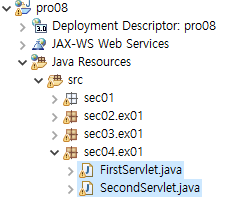 pro08
Deployment Descriptor: pro08
JAX-WS Web Services
Java Resources
src
sec01
sec02.ex01
sec03.ex01
sec04.ex01
FirstServlet.java
SecondServlet.java